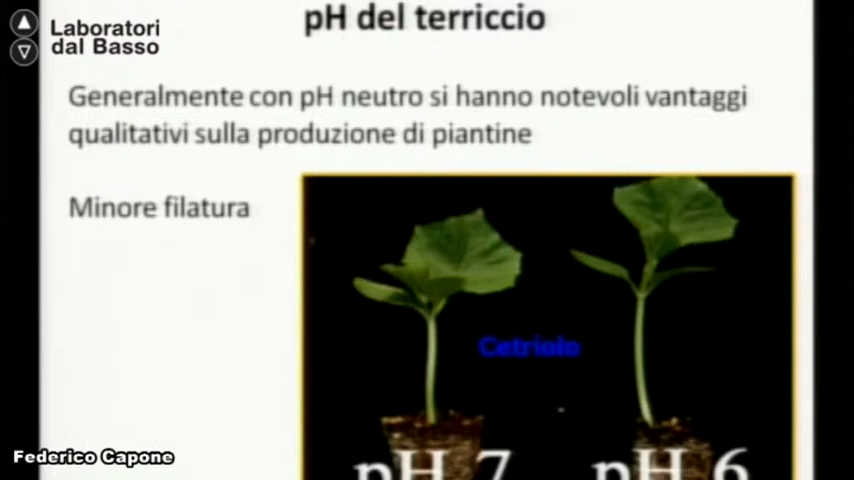 Laboratori
dal Basso
pH del terriccio
Generalmente con pH neutro si hanno notevoli vantaggi
qualitativi sulla produzione di piantine
Minore filatura
Cetriolo
pH 7
pH 6
Federico Capone